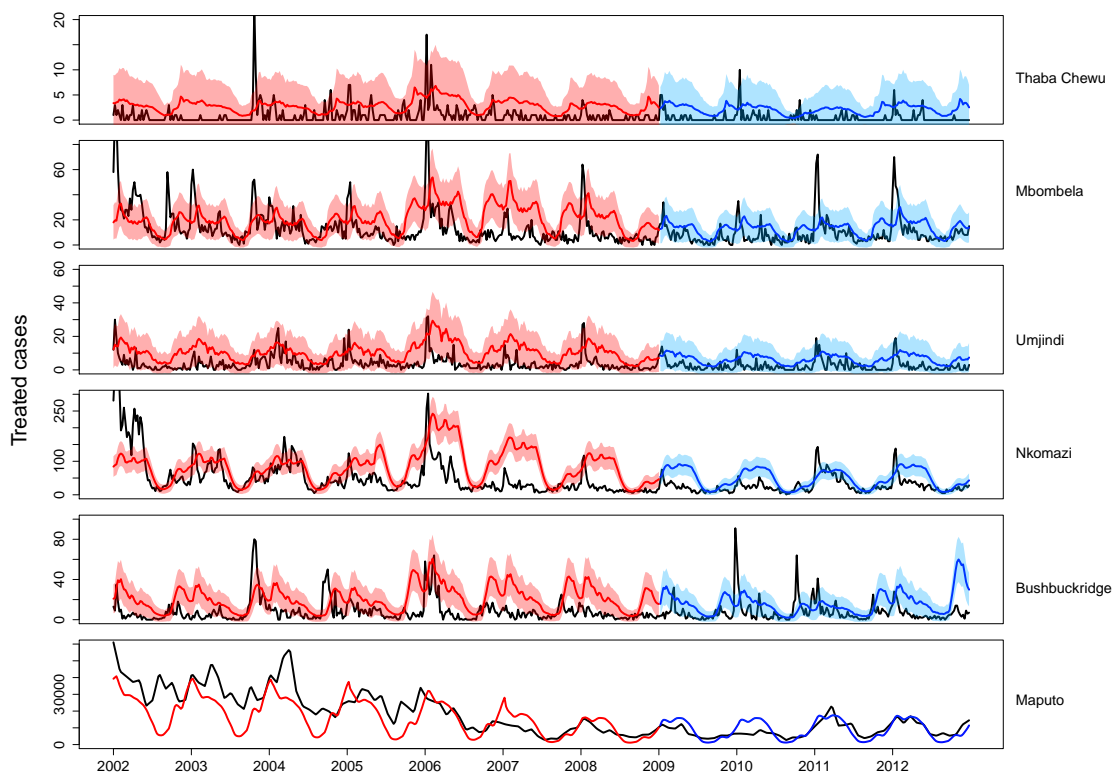 Treated cases
0 5 10 20
Thaba Chewu
0 20 60
Mbombela
0 20 40 60
Umjindi
0 100 250
Nkomazi
0 40 80
Bushbuckridge
0 30000
Maputo
2002 2003 2004 2005 2006 2007 2008 2009 2010 2011 2012